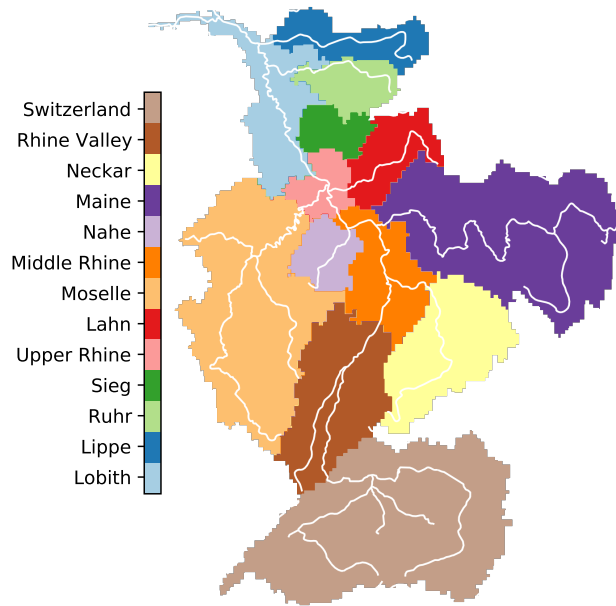 Switzerland
Rhine Valley
Neckar
Maine
Nahe
Middle Rhine
Moselle
Lahn
Upper Rhine
Sieg
Ruhr
Lippe
Lobith